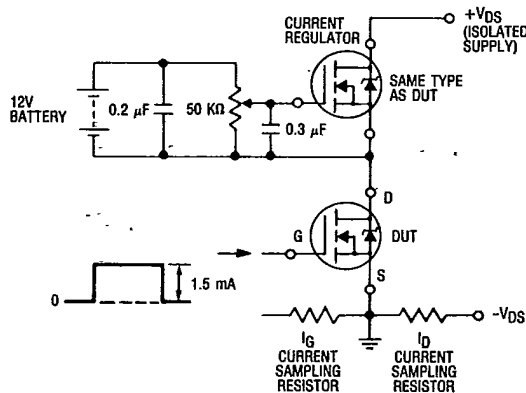 CURRENT
REGULATOR
+VDS
(ISOLATED
SUPPLY)
SAME TYPE
AS DUT
12V
BATTERY
0.2 μF
50 KΩ
0.3 μF
D
G
DUT
S
1.5 mA
0
-VDS
IG
CURRENT
SAMPLING
RESISTOR
ID
CURRENT
SAMPLING
RESISTOR